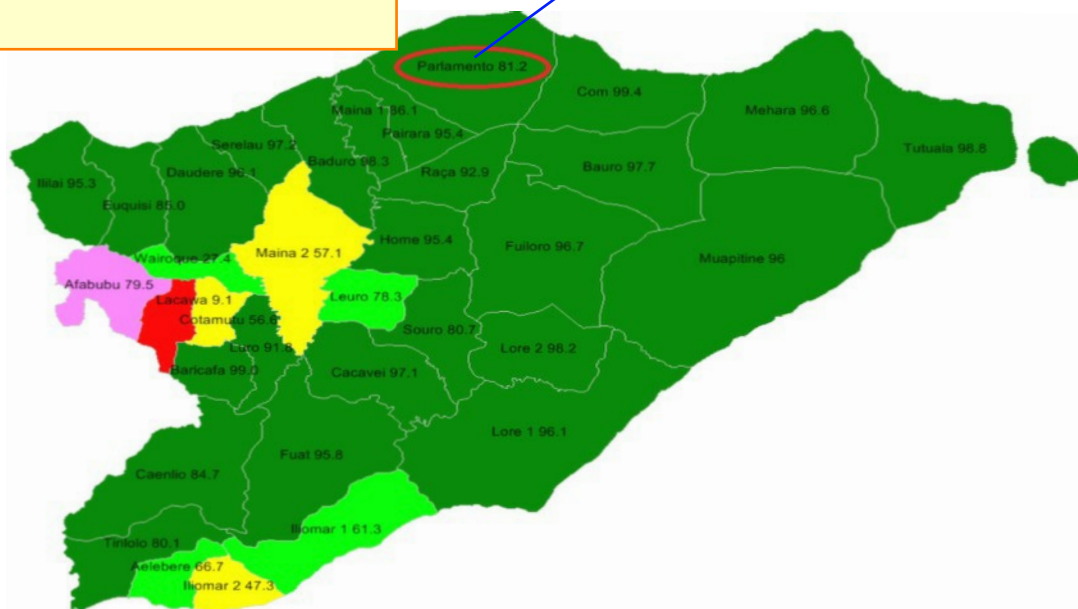 Parlamento 81.2
Com 99.4
Mehara 96.6
Maina 1 86.1
Pairara 95.4
Serelau 97.2
Tutuala 98.8
Baduro 98.3
Bauro 97.7
Daudere 96.1
Raça 92.9
Ililai 95.3
Euquisi 85.0
Home 95.4
Fuiloro 96.7
Maina 2 57.1
Wairoque 27.4
Muapitine 96
Afabubu 79.5
Leuro 78.3
Lacawa 9.1
Cotamutu 56.6
Souro 80.7
Luro 91.8
Lore 2 98.2
Baricafa 99.0
Cacavei 97.1
Lore 1 96.1
Fuat 95.8
Caenlio 84.7
Iliomar 1 61.3
Tirilolo 80.1
Aelebere 66.7
Iliomar 2 47.3